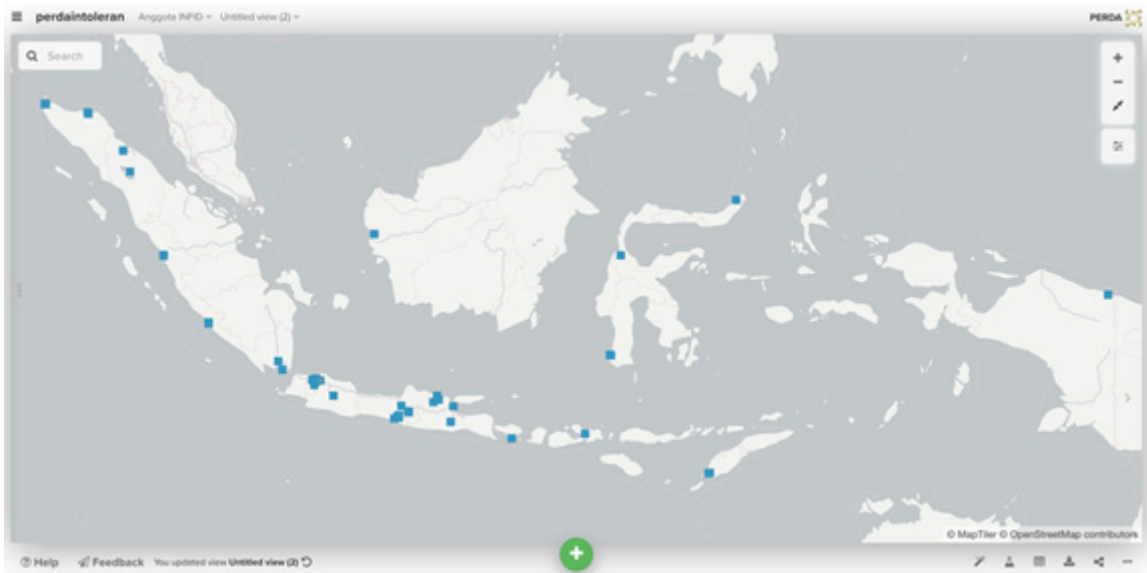 perdaintoleran Anggota INFID Untitled view (2) PERDA
Search
© MapTiler © OpenStreetMap contributors
Help Feedback You updated view Untitled view (2)